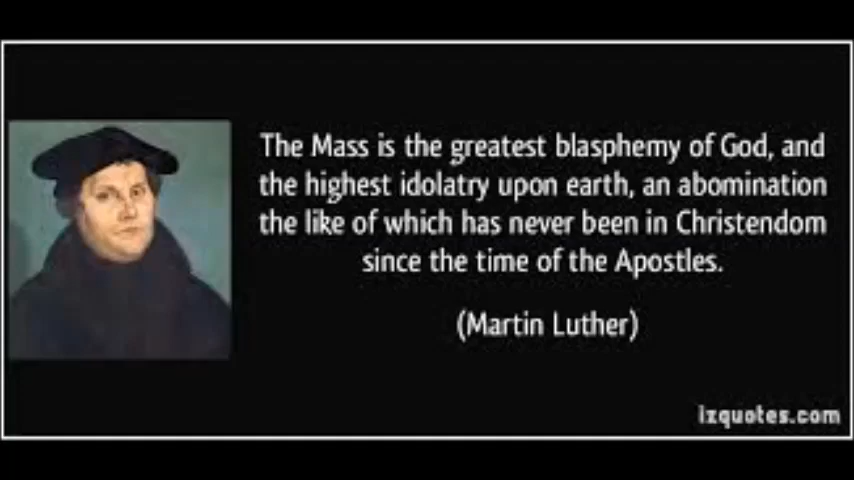 The Mass is the greatest blasphemy of God, and
the highest idolatry upon earth, an abomination
the like of which has never been in Christendom
since the time of the Apostles.
(Martin Luther)
izquotes.com